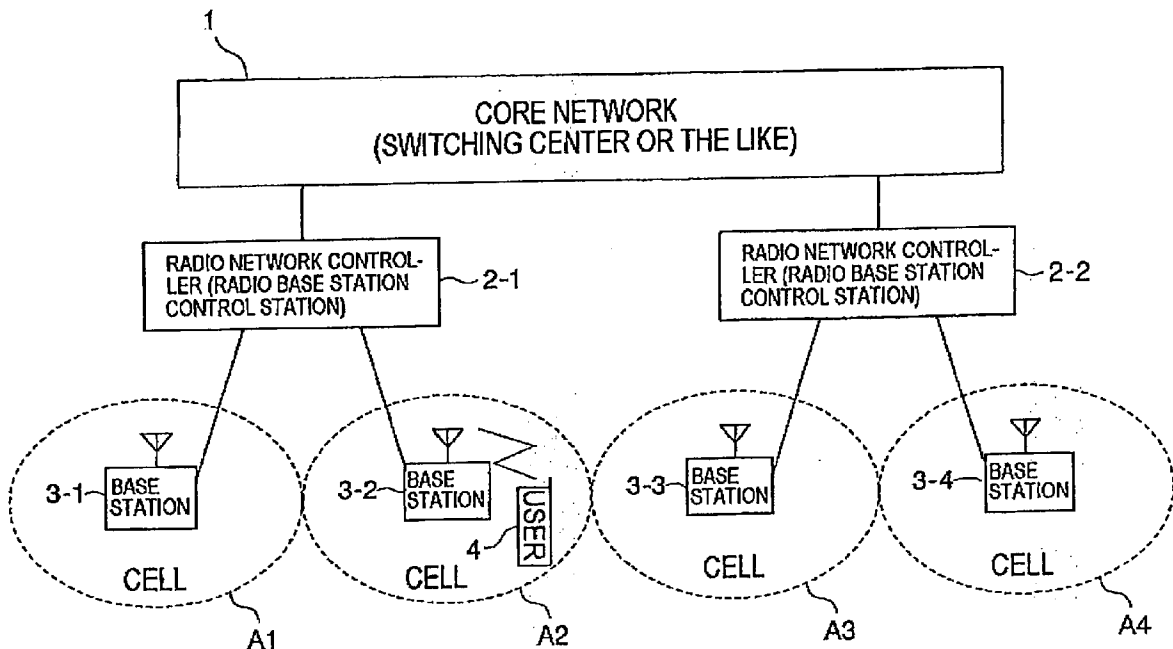 1
CORE NETWORK
(SWITCHING CENTER OR THE LIKE)
RADIO NETWORK CONTROL-
LER (RADIO BASE STATION
CONTROL STATION)
2-1
RADIO NETWORK CONTROL-
LER (RADIO BASE STATION
CONTROL STATION)
2-2
3-1
BASE
STATION
CELL
A1
3-2
BASE
STATION
4
USER
CELL
A2
3-3
BASE
STATION
CELL
A3
3-4
BASE
STATION
CELL
A4